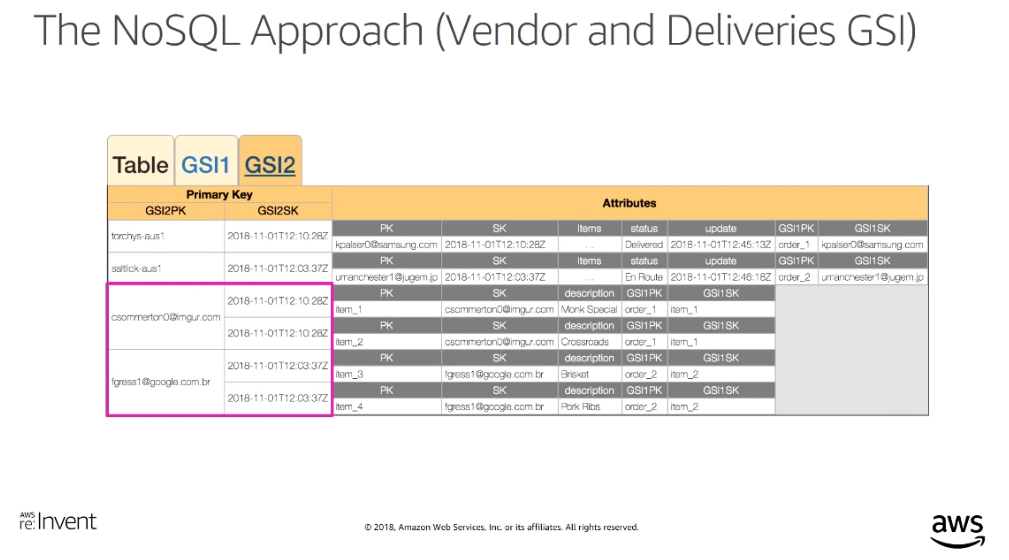 The NoSQL Approach (Vendor and Deliveries GSI)
Table GSI1 GSI2
Primary Key Attributes
GSI2PK GSI2SK
torchys-aus1 2018-11-01T12:10:28Z
PK SK items status update GSI1PK GSI1SK
kpalser0@samsung.com 2018-11-01T12:10:28Z ... Delivered 2018-11-01T12:45:13Z order_1 kpalser0@samsung.com
saltlick-aus1 2018-11-01T12:03:37Z
PK SK items status update GSI1PK GSI1SK
umanchester1@jugem.jp 2018-11-01T12:03:37Z ... En Route 2018-11-01T12:46:18Z order_2 umanchester1@jugem.jp
csommerton0@imgur.com
2018-11-01T12:10:28Z
PK SK description GSI1PK GSI1SK
item_1 csommerton0@imgur.com Monk Special order_1 item_1
2018-11-01T12:10:28Z
PK SK description GSI1PK GSI1SK
item_2 csommerton0@imgur.com Crossroads order_1 item_1
fgress1@google.com.br
2018-11-01T12:03:37Z
PK SK description GSI1PK GSI1SK
item_3 fgress1@google.com.br Brisket order_2 item_2
2018-11-01T12:03:37Z
PK SK description GSI1PK GSI1SK
item_4 fgress1@google.com.br Pork Ribs order_2 item_2
AWS
re:Invent
© 2018, Amazon Web Services, Inc. or its affiliates. All rights reserved.
aws